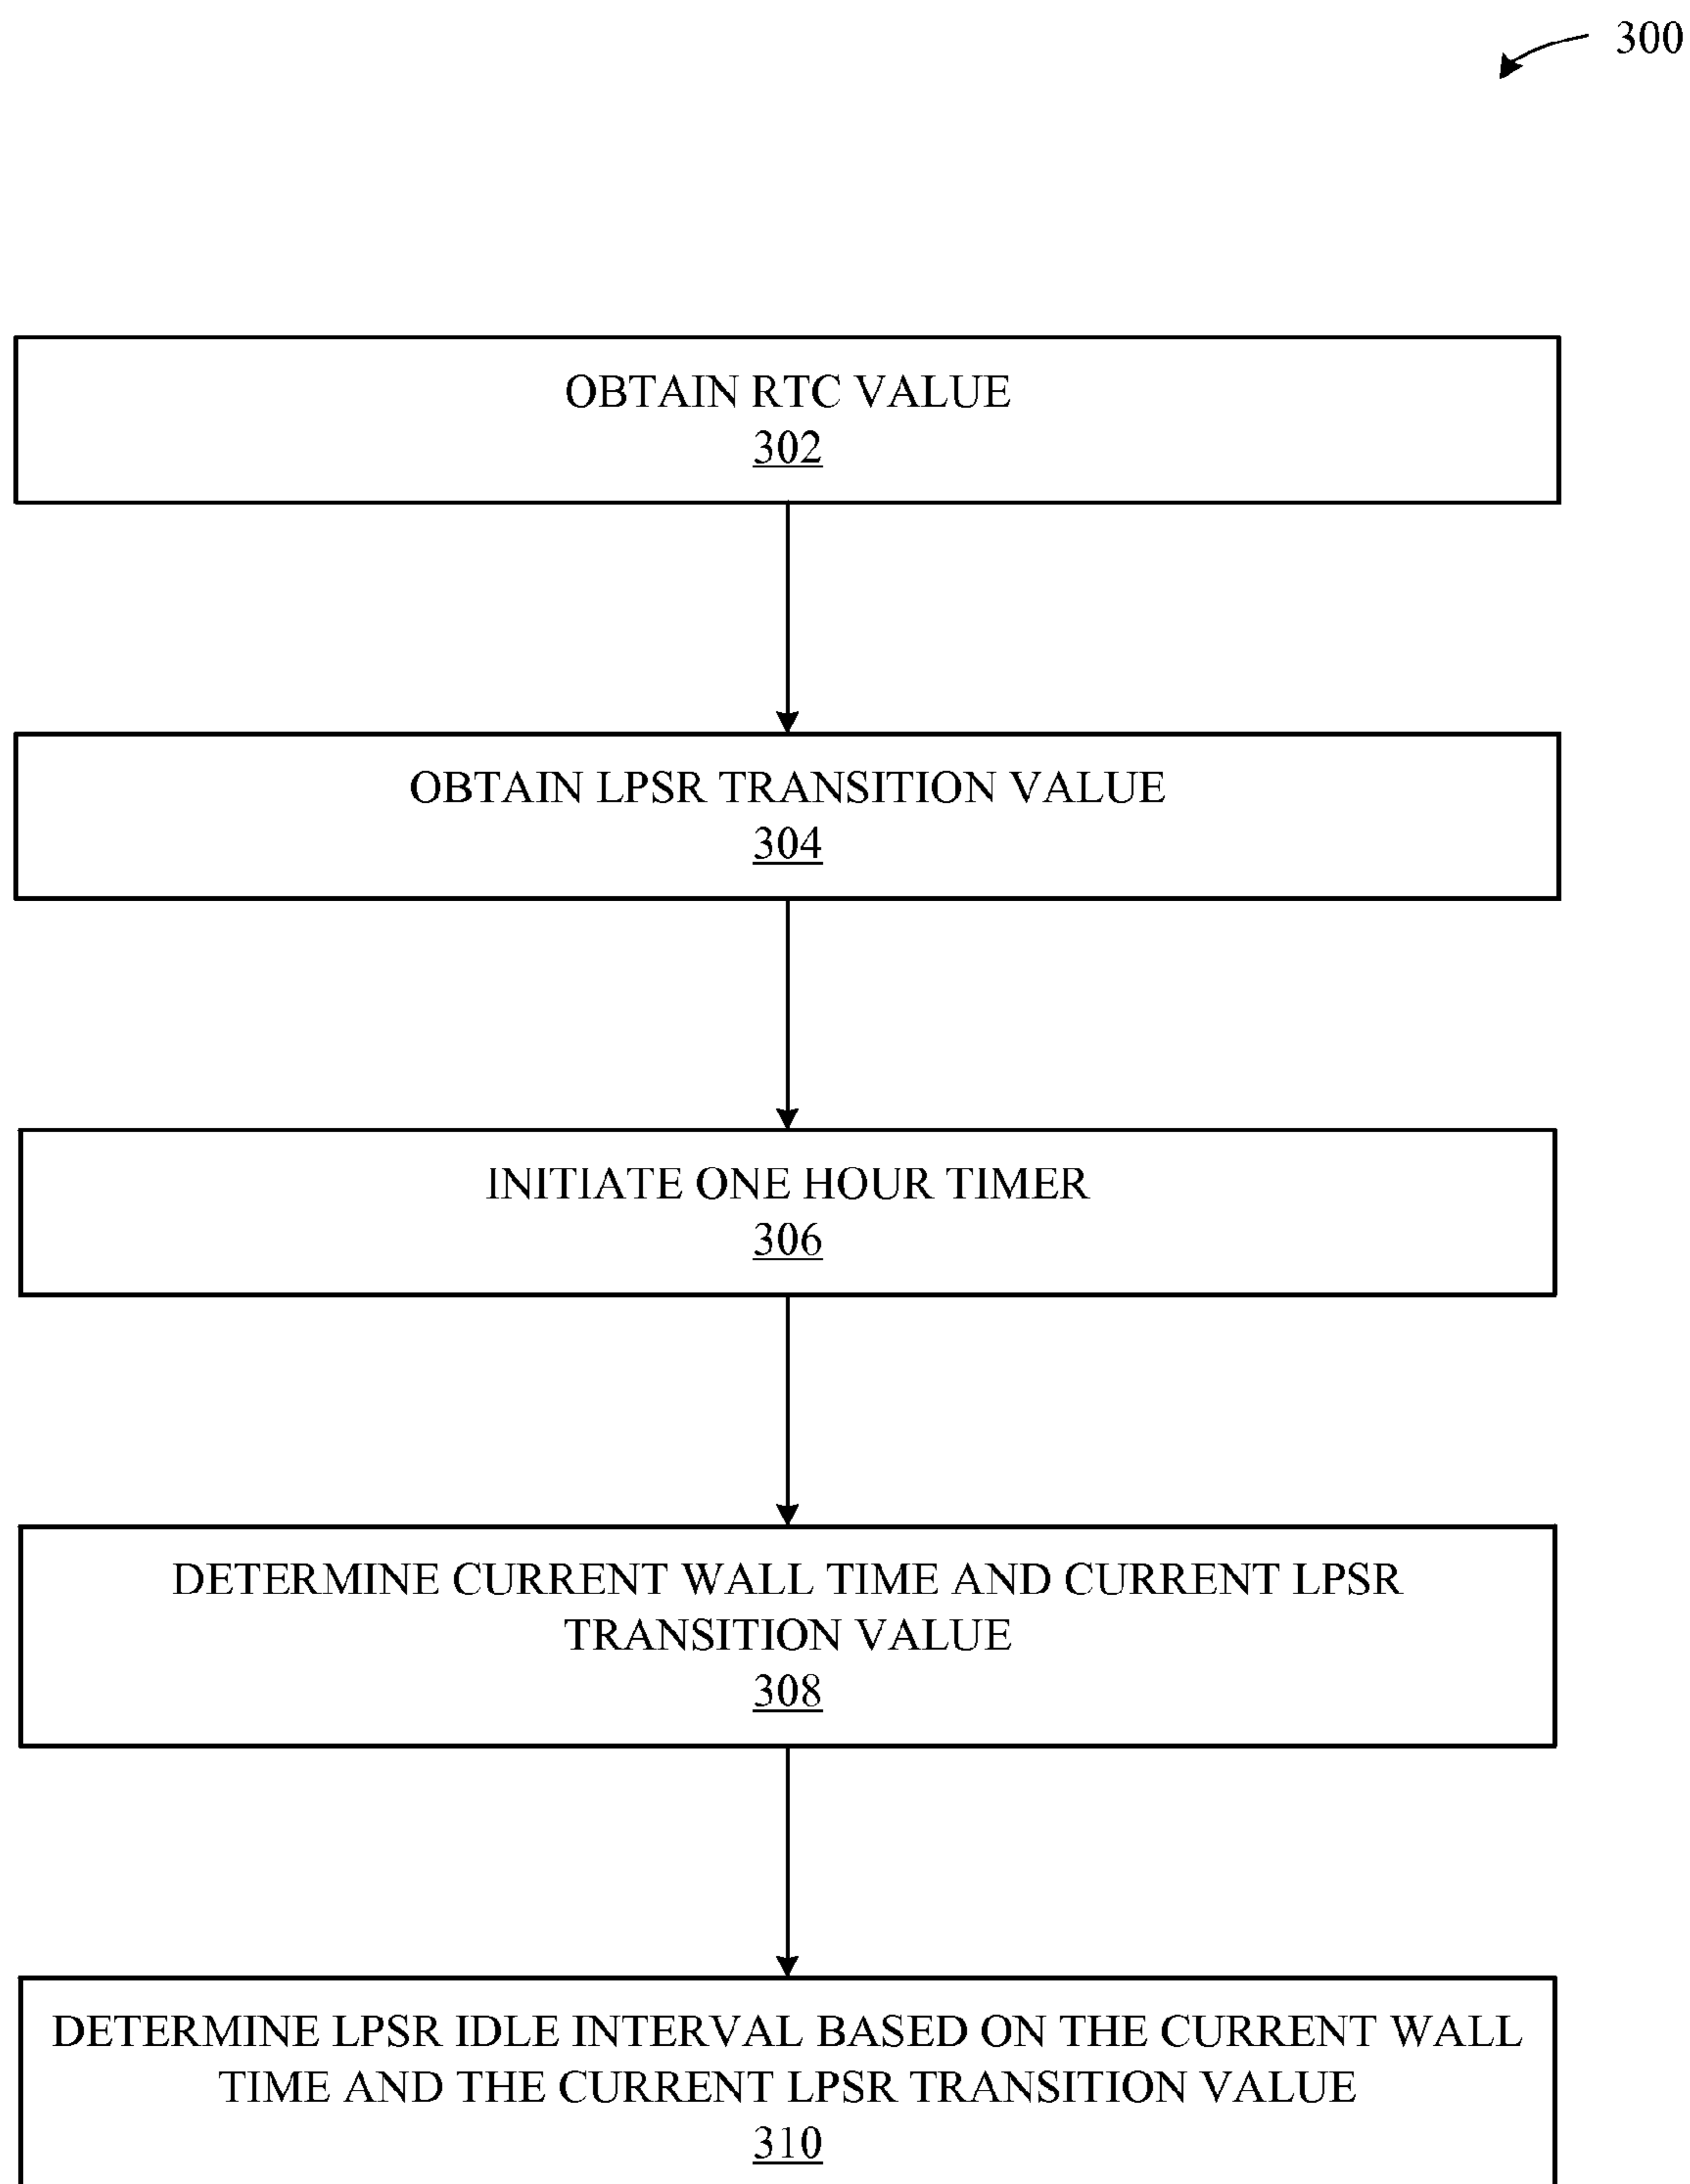 300
OBTAIN RTC VALUE
302
OBTAIN LPSR TRANSITION VALUE
304
INITIATE ONE HOUR TIMER
306
DETERMINE CURRENT WALL TIME AND CURRENT LPSR
TRANSITION VALUE
308
DETERMINE LPSR IDLE INTERVAL BASED ON THE CURRENT WALL
TIME AND THE CURRENT LPSR TRANSITION VALUE
310